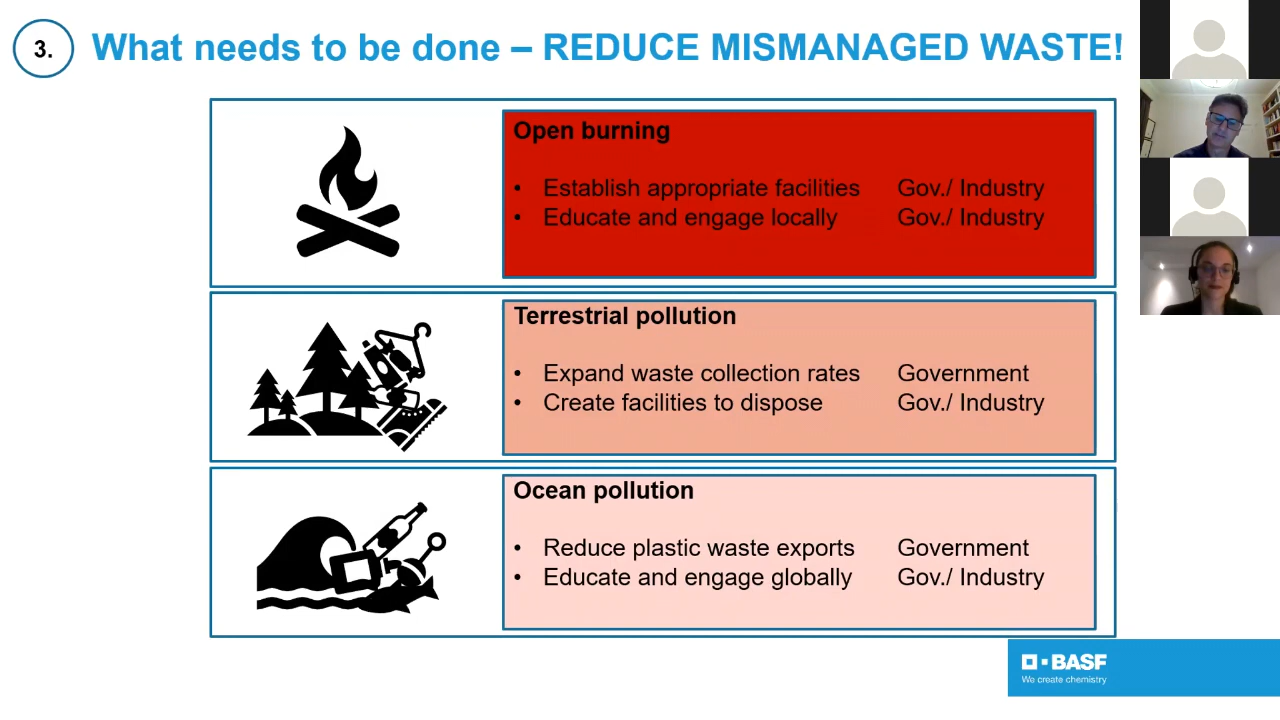 3.
What needs to be done – REDUCE MISMANAGED WASTE!
Open burning
• Establish appropriate facilities Gov./ Industry
• Educate and engage locally Gov./ Industry
Terrestrial pollution
• Expand waste collection rates Government
• Create facilities to dispose Gov./ Industry
Ocean pollution
• Reduce plastic waste exports Government
• Educate and engage globally Gov./ Industry
BASF
We create chemistry